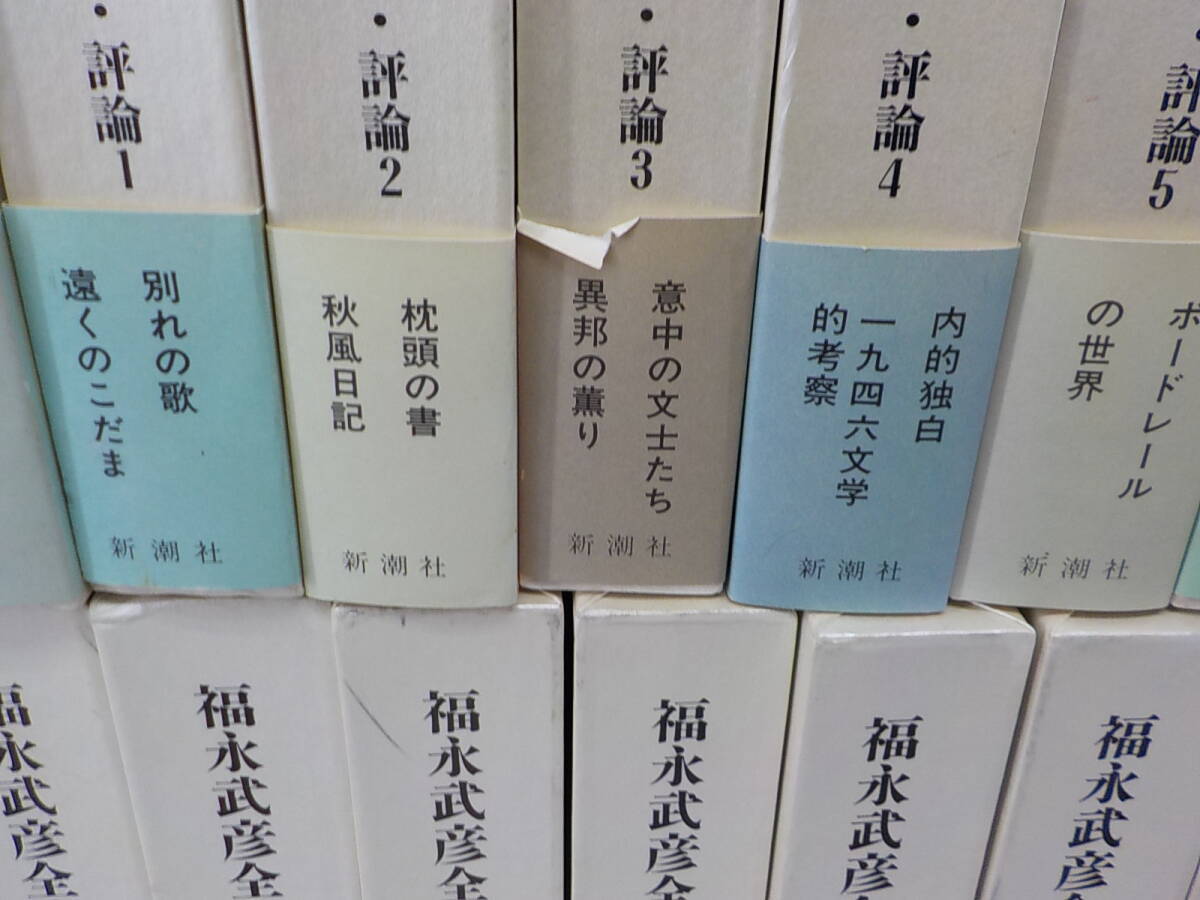 ・評論1
別れの歌
遠くのこだま
新潮社
・評論2
枕頭の書
秋風日記
新潮社
・評論3
意中の文士たち
異邦の薫り
新潮社
・評論4
内的独白
一九四六文学
的考察
新潮社
・評論5
ボードレール
の世界
新潮社
福永武彦全
福永武彦全
福永武彦全
福永武彦全
福永武彦
福永武彦